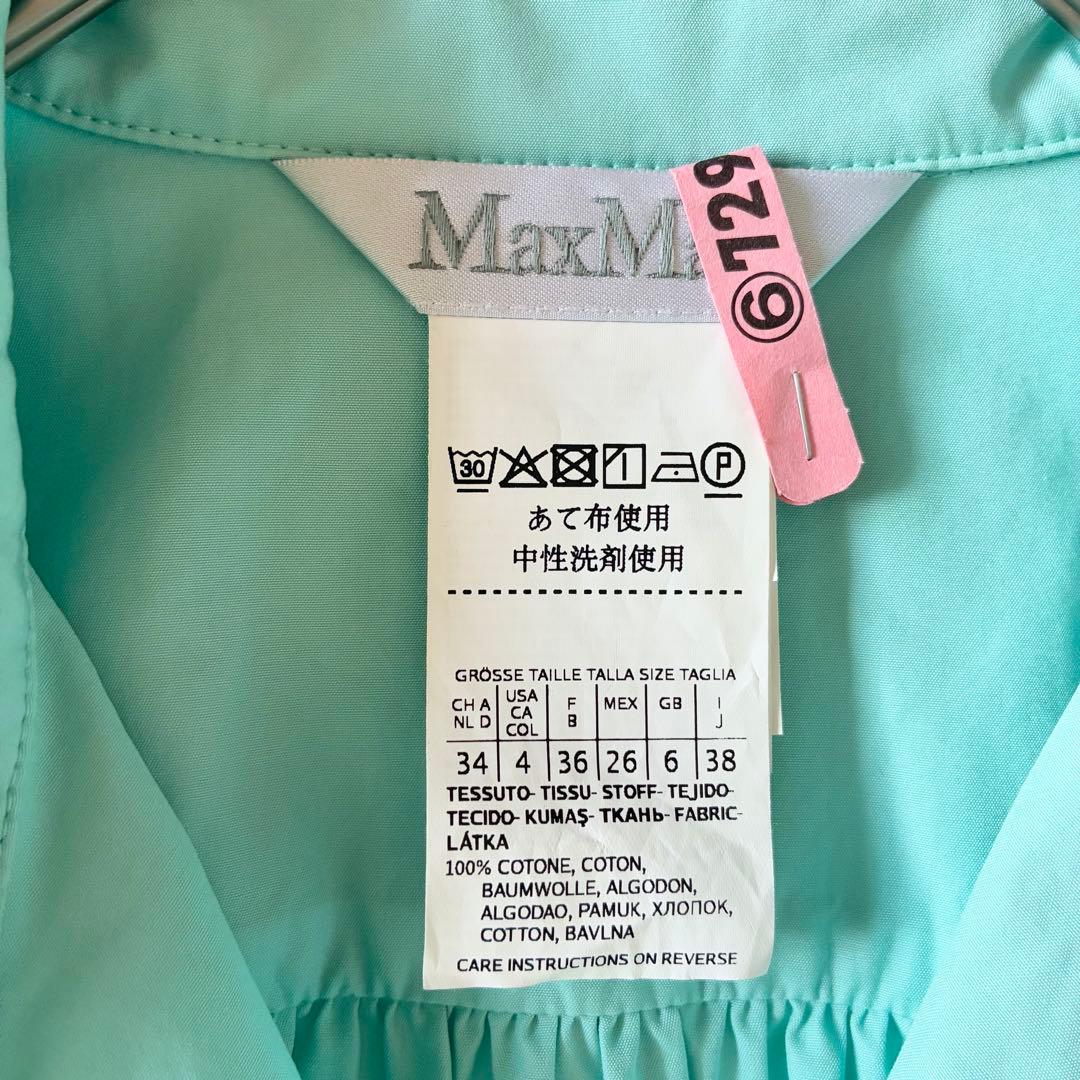 MaxMa
⑥129
30
P
あて布使用
中性洗剤使用
GRÖSSE TAILLE TALLA SIZE TAGLIA
CH A NL D USA CA COL F B MEX GB I J
34 4 36 26 6 38
TESSUTO- TISSU- STOFF- TEJIDO-
TECIDO- KUMAŞ- ТКАНЬ- FABRIC-
LÁTKA
100% COTONE, COTON,
BAUMWOLLE, ALGODON,
ALGODAO, PAMUK, ХЛОПОК,
COTTON, BAVLNA
CARE INSTRUCTIONS ON REVERSE